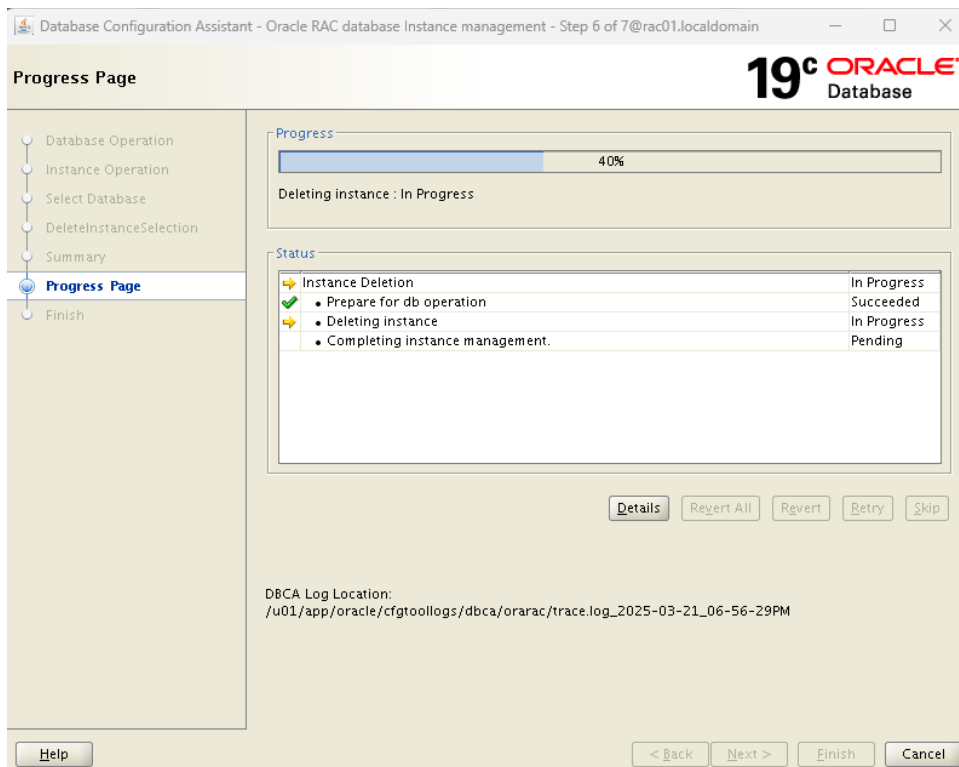 Database Configuration Assistant - Oracle RAC database Instance management - Step 6 of 7@rac01.localdomain
Progress Page
19c ORACLE
Database
Database Operation
Instance Operation
Select Database
DeleteInstanceSelection
Summary
Progress Page
Finish
Progress
40%
Deleting instance : In Progress
Status
Instance Deletion In Progress
• Prepare for db operation Succeeded
• Deleting instance In Progress
• Completing instance management. Pending
Details Revert All Revert Retry Skip
DBCA Log Location:
/u01/app/oracle/cfgtoollogs/dbca/orarac/trace.log_2025-03-21_06-56-29PM
Help < Back Next > Finish Cancel